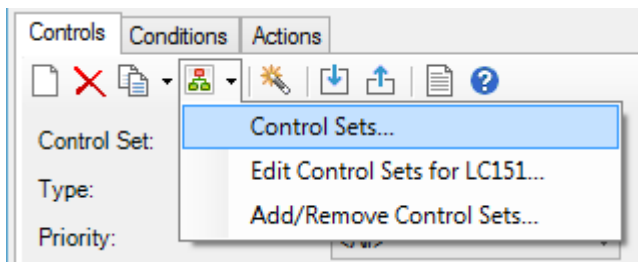 Controls Conditions Actions
Control Set: Control Sets...
Type: Edit Control Sets for LC151...
Priority: Add/Remove Control Sets...